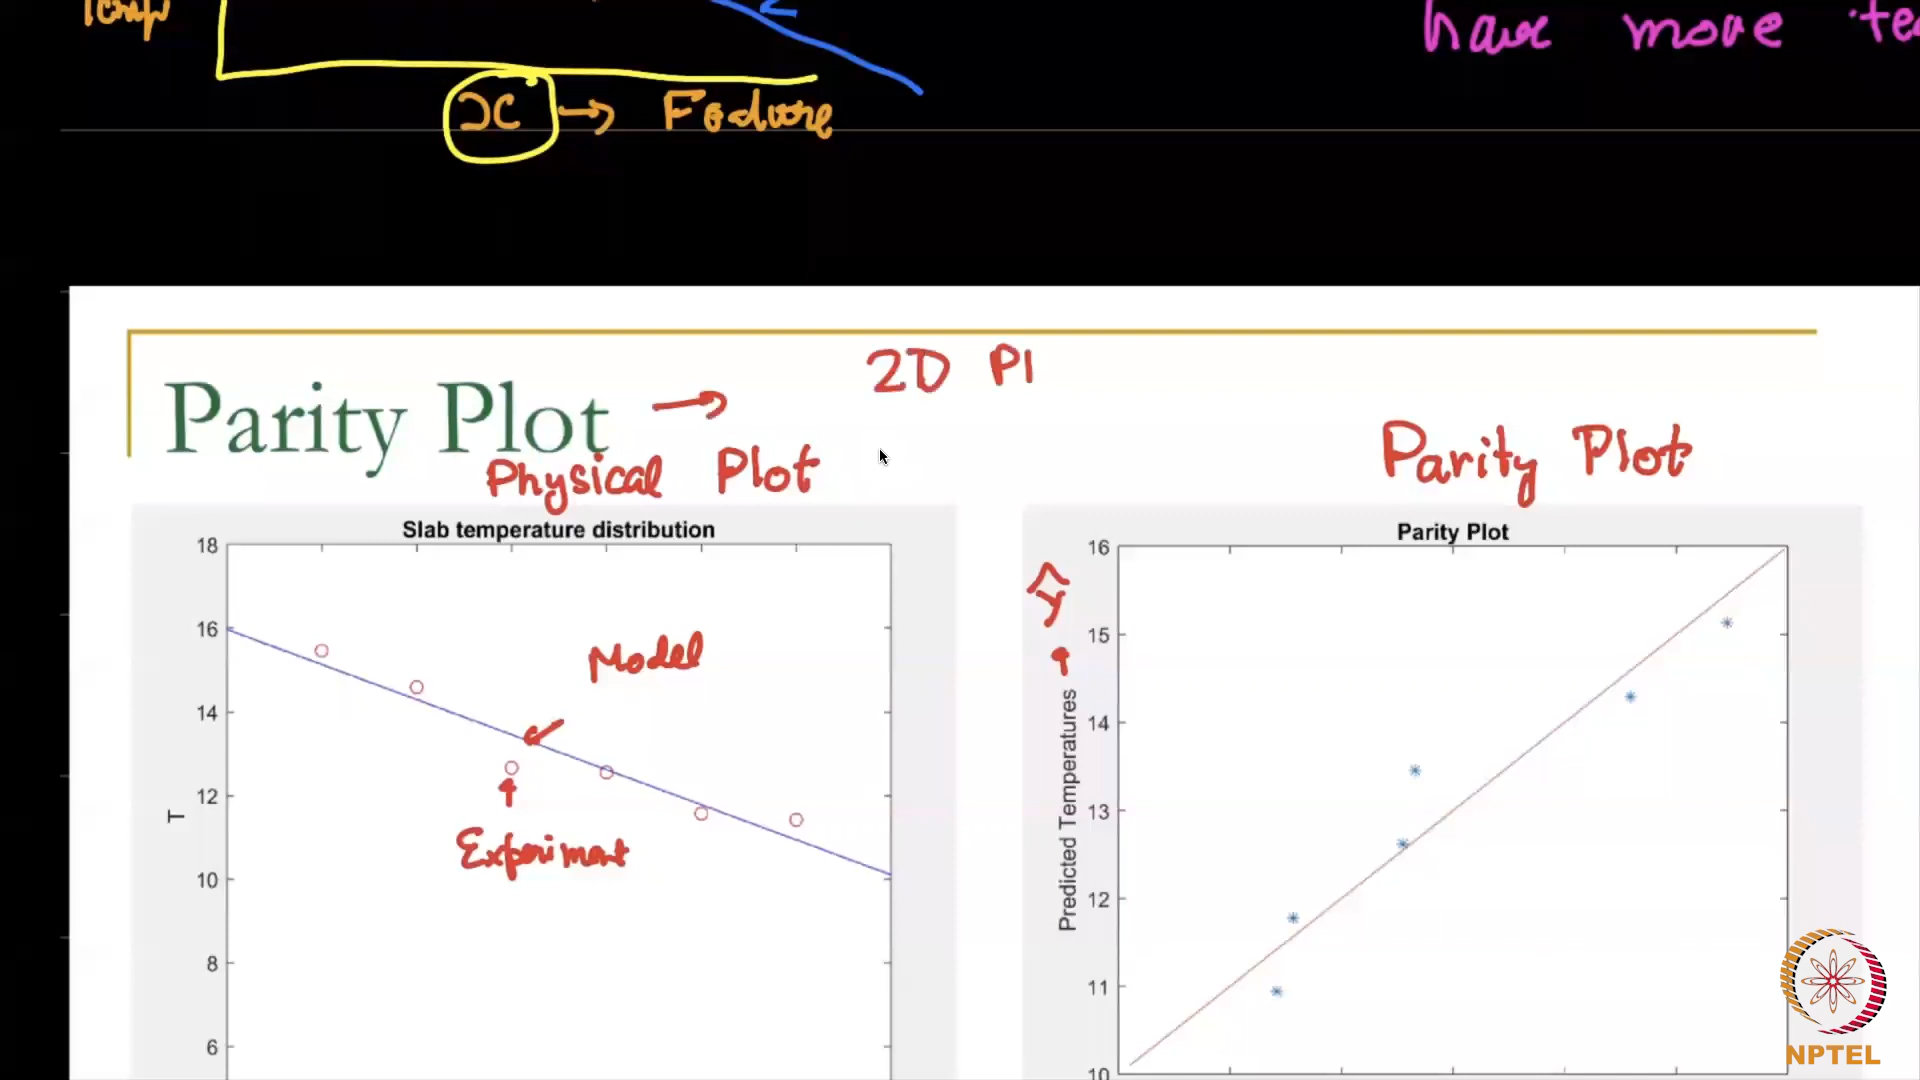 Temp
have more
x → Feature
2D Pl
Parity Plot →
Physical Plot
Parity Plot
Slab temperature distribution
18
16
14
12
10
8
6
T
Model
Experiment
Parity Plot
16
15
14
13
12
11
10
ŷ
Predicted Temperatures
NPTEL